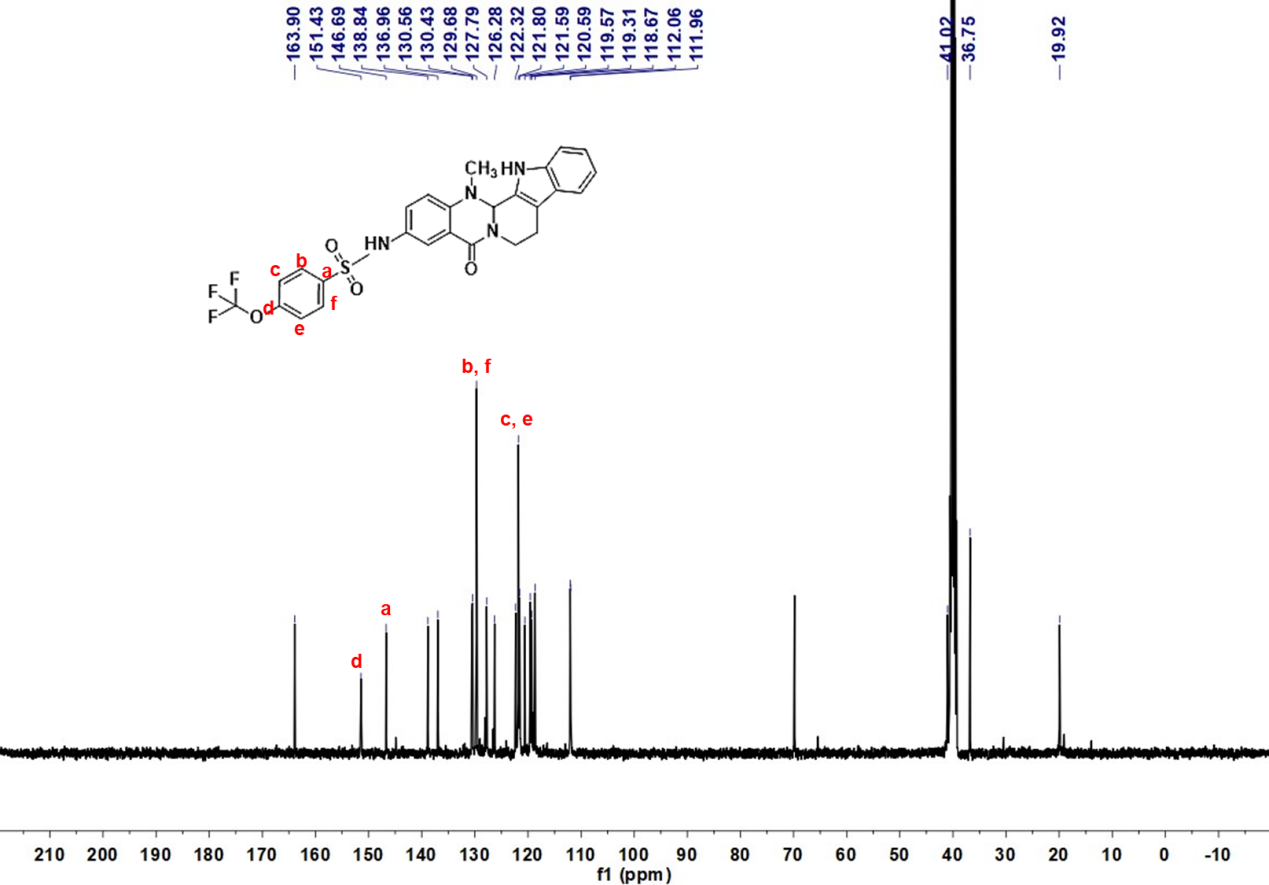 163.90
151.43
146.69
138.84
136.96
130.56
130.43
129.68
127.79
126.28
122.32
121.80
121.59
120.59
119.57
119.31
118.67
112.06
111.96
41.02
36.75
19.92
CH3
HN
N
N
O
HN
O
S
O
b
c
a
f
d
e
F
F
F
O
b, f
c, e
a
d
210 200 190 180 170 160 150 140 130 120 110 100 90 80 70 60 50 40 30 20 10 0 -10
f1 (ppm)